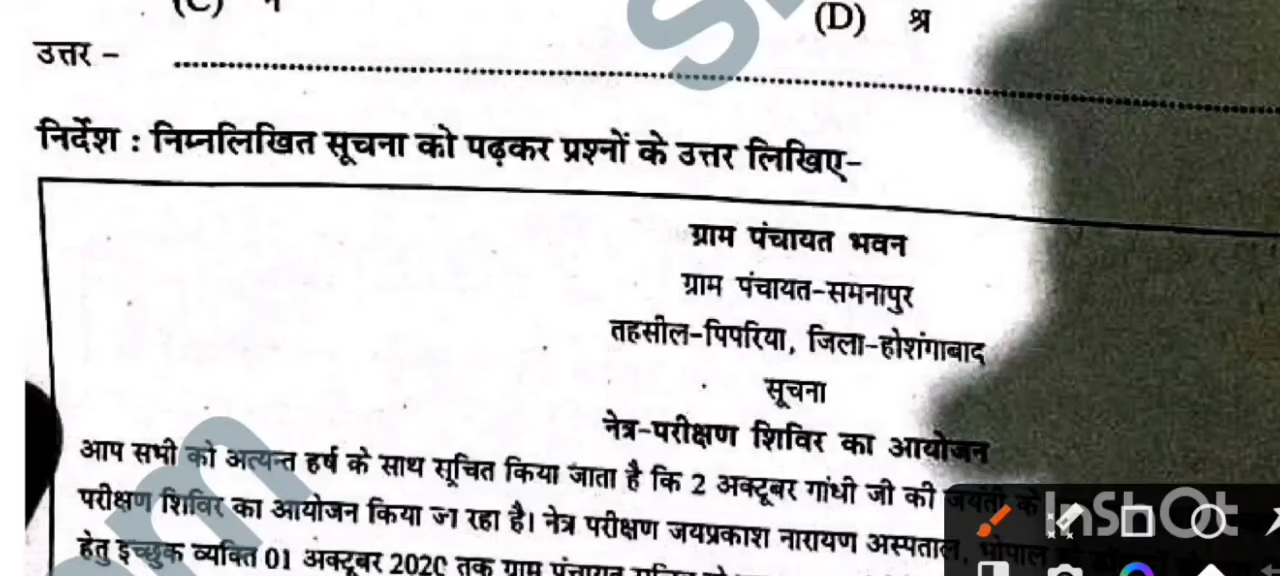 (C)
(D) श्र
उत्तर –
निर्देश : निम्नलिखित सूचना को पढ़कर प्रश्नों के उत्तर लिखिए–
ग्राम पंचायत भवन
ग्राम पंचायत-समनापुर
तहसील-पिपरिया, जिला-होशंगाबाद
सूचना
नेत्र-परीक्षण शिविर का आयोजन
आप सभी को अत्यन्त हर्ष के साथ सूचित किया जाता है कि 2 अक्टूबर गांधी जी की जयंती के
परीक्षण शिविर का आयोजन किया जा रहा है। नेत्र परीक्षण जयप्रकाश नारायण अस्पताल, भोपाल
हेतु इच्छुक व्यक्ति 01 अक्टूबर 2020 तक ग्राम पंचायत
InShOt